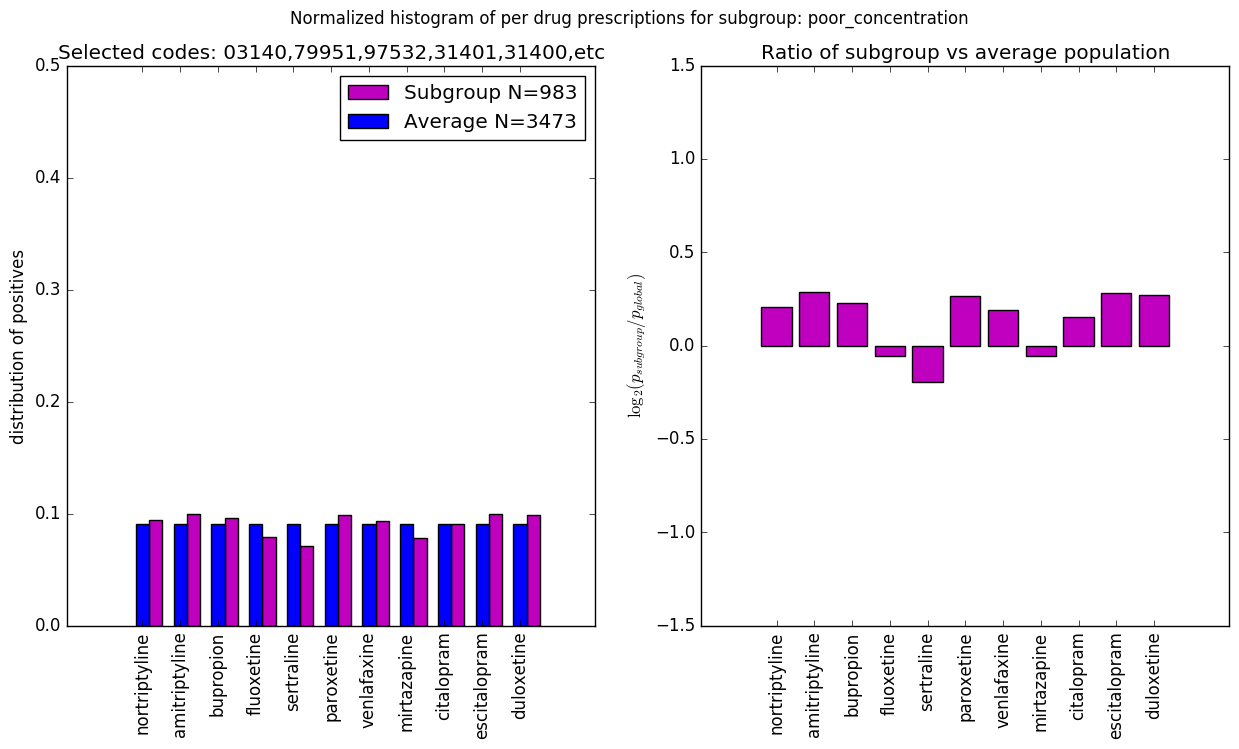 Normalized histogram of per drug prescriptions for subgroup: poor_concentration
Selected codes: 03140,79951,97532,31401,31400,etc
Subgroup N=983
Average N=3473
distribution of positives
0.5
0.4
0.3
0.2
0.1
0.0
nortriptyline
amitriptyline
bupropion
fluoxetine
sertraline
paroxetine
venlafaxine
mirtazapine
citalopram
escitalopram
duloxetine
Ratio of subgroup vs average population
log2(psubgroup/pglobal)
1.5
1.0
0.5
0.0
−0.5
−1.0
−1.5
nortriptyline
amitriptyline
bupropion
fluoxetine
sertraline
paroxetine
venlafaxine
mirtazapine
citalopram
escitalopram
duloxetine